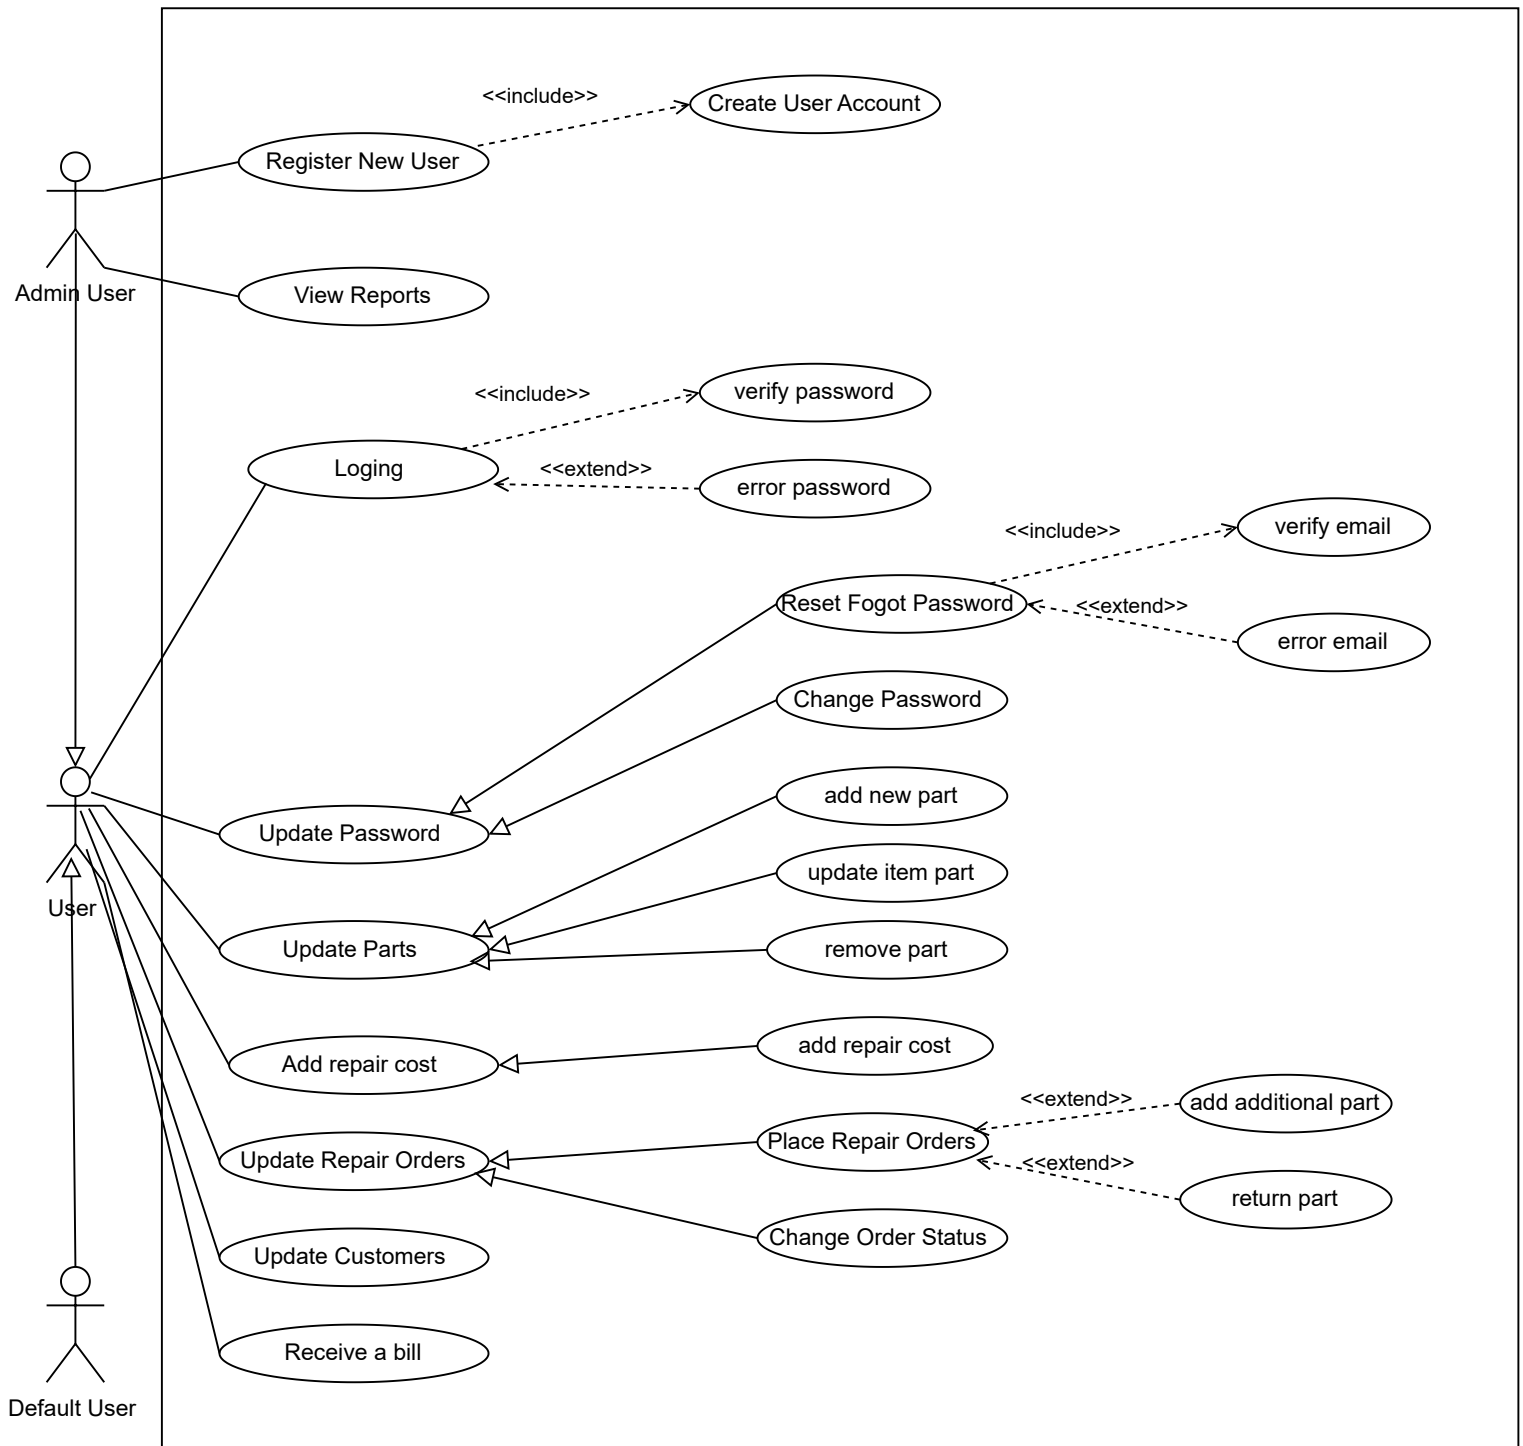 <<include>>
Create User Account
Register New User
Admin User
View Reports
<<include>>
verify password
Loging
<<extend>>
error password
<<include>>
verify email
Reset Fogot Password
<<extend>>
error email
Change Password
add new part
Update Password
update item part
User
Update Parts
remove part
Add repair cost
add repair cost
<<extend>>
add additional part
Update Repair Orders
Place Repair Orders
<<extend>>
return part
Change Order Status
Update Customers
Receive a bill
Default User